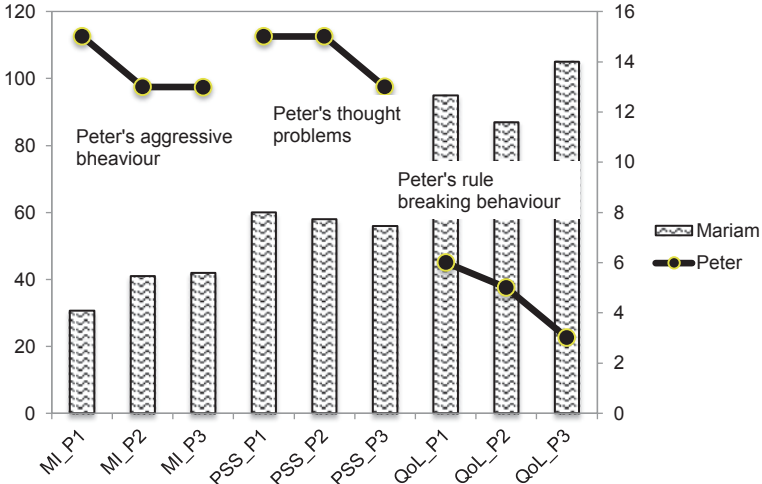 120
100
80
60
40
20
0
16
14
12
10
8
6
4
2
0
Peter's aggressive
bheaviour
Peter's thought
problems
Peter's rule
breaking behaviour
Mariam
Peter
MI_P1
MI_P2
MI_P3
PSS_P1
PSS_P2
PSS_P3
QoL_P1
QoL_P2
QoL_P3